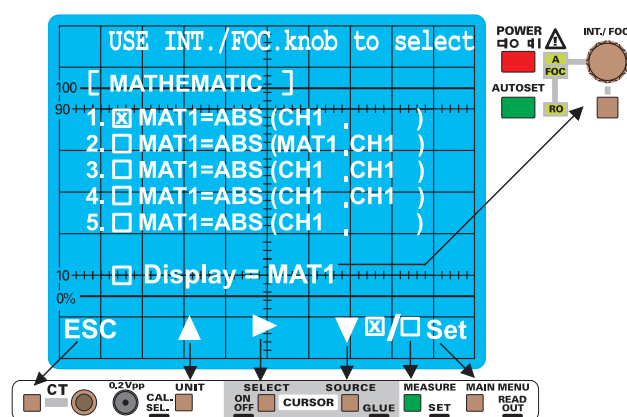 USE INT./FOC.knob to select
[ MATHEMATIC ]
100
90
1. ☒ MAT1=ABS (CH1 , )
2. ☐ MAT1=ABS (MAT1 , CH1 )
3. ☐ MAT1=ABS (CH1 , CH1 )
4. ☐ MAT1=ABS (CH1 , CH1 )
5. ☐ MAT1=ABS (CH1 , )
10
☐ Display = MAT1
0%
ESC ☒/☐ Set
POWER
INT./FOC
A
FOC
AUTOSET
RO
CT
0.2Vpp
CAL.
SEL.
UNIT
SELECT
ON
OFF
CURSOR
SOURCE
GLUE
MEASURE
SET
MAIN MENU
READ
OUT